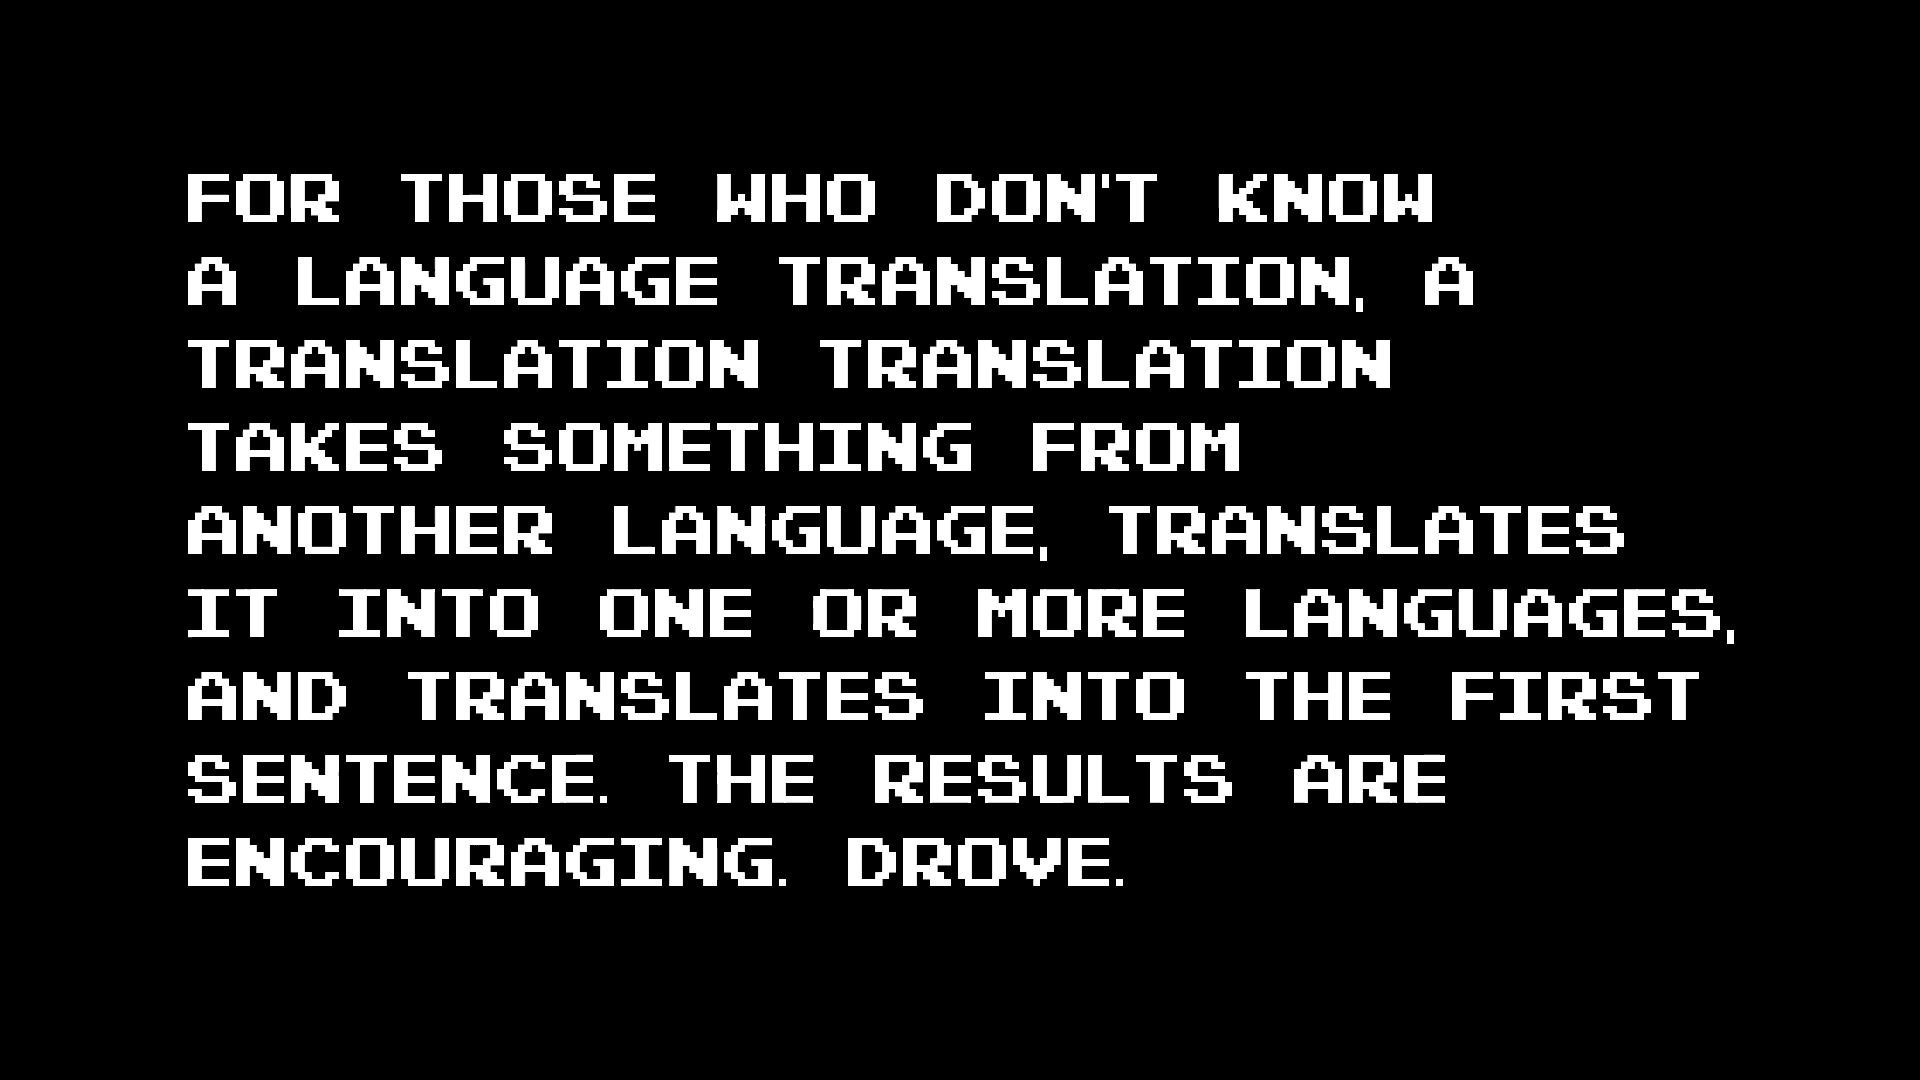 FOR THOSE WHO DON'T KNOW
A LANGUAGE TRANSLATION, A
TRANSLATION TRANSLATION
TAKES SOMETHING FROM
ANOTHER LANGUAGE, TRANSLATES
IT INTO ONE OR MORE LANGUAGES,
AND TRANSLATES INTO THE FIRST
SENTENCE. THE RESULTS ARE
ENCOURAGING. DROVE.